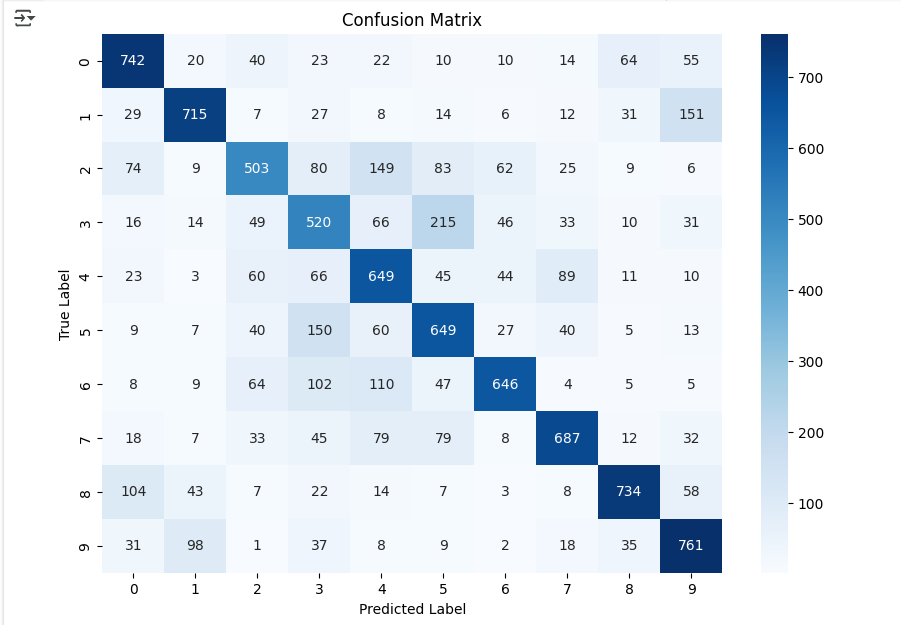 Confusion Matrix
0 742 20 40 23 22 10 10 14 64 55
1 29 715 7 27 8 14 6 12 31 151
2 74 9 503 80 149 83 62 25 9 6
3 16 14 49 520 66 215 46 33 10 31
4 23 3 60 66 649 45 44 89 11 10
5 9 7 40 150 60 649 27 40 5 13
6 8 9 64 102 110 47 646 4 5 5
7 18 7 33 45 79 79 8 687 12 32
8 104 43 7 22 14 7 3 8 734 58
9 31 98 1 37 8 9 2 18 35 761
0 1 2 3 4 5 6 7 8 9
True Label
Predicted Label
700
600
500
400
300
200
100